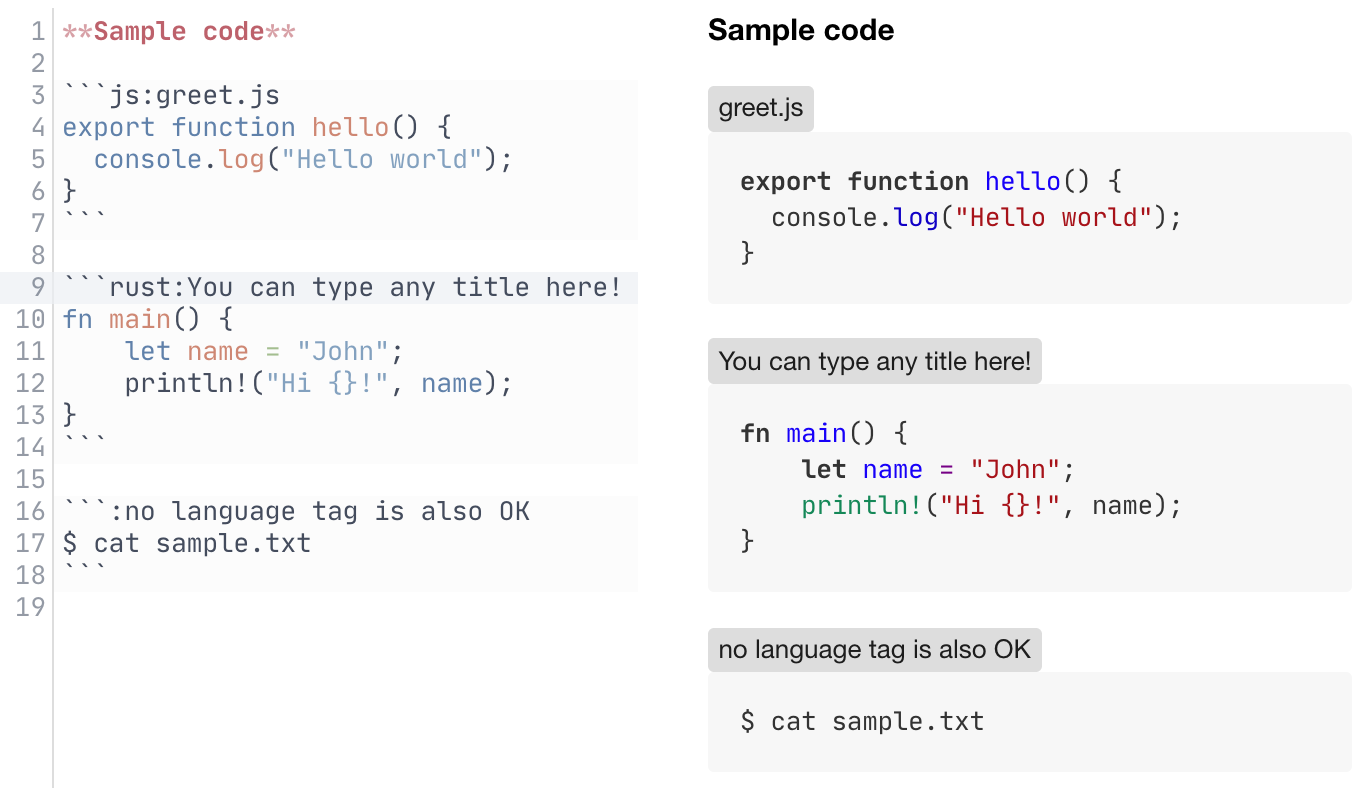 1 **Sample code**
2
3 ```js:greet.js
4 export function hello() {
5   console.log("Hello world");
6 }
7 ```
8
9 ```rust:You can type any title here!
10 fn main() {
11     let name = "John";
12     println!("Hi {}!", name);
13 }
14 ```
15
16 ```:no language tag is also OK
17 $ cat sample.txt
18 ```
19
Sample code
greet.js
export function hello() {
  console.log("Hello world");
}
You can type any title here!
fn main() {
    let name = "John";
    println!("Hi {}!", name);
}
no language tag is also OK
$ cat sample.txt